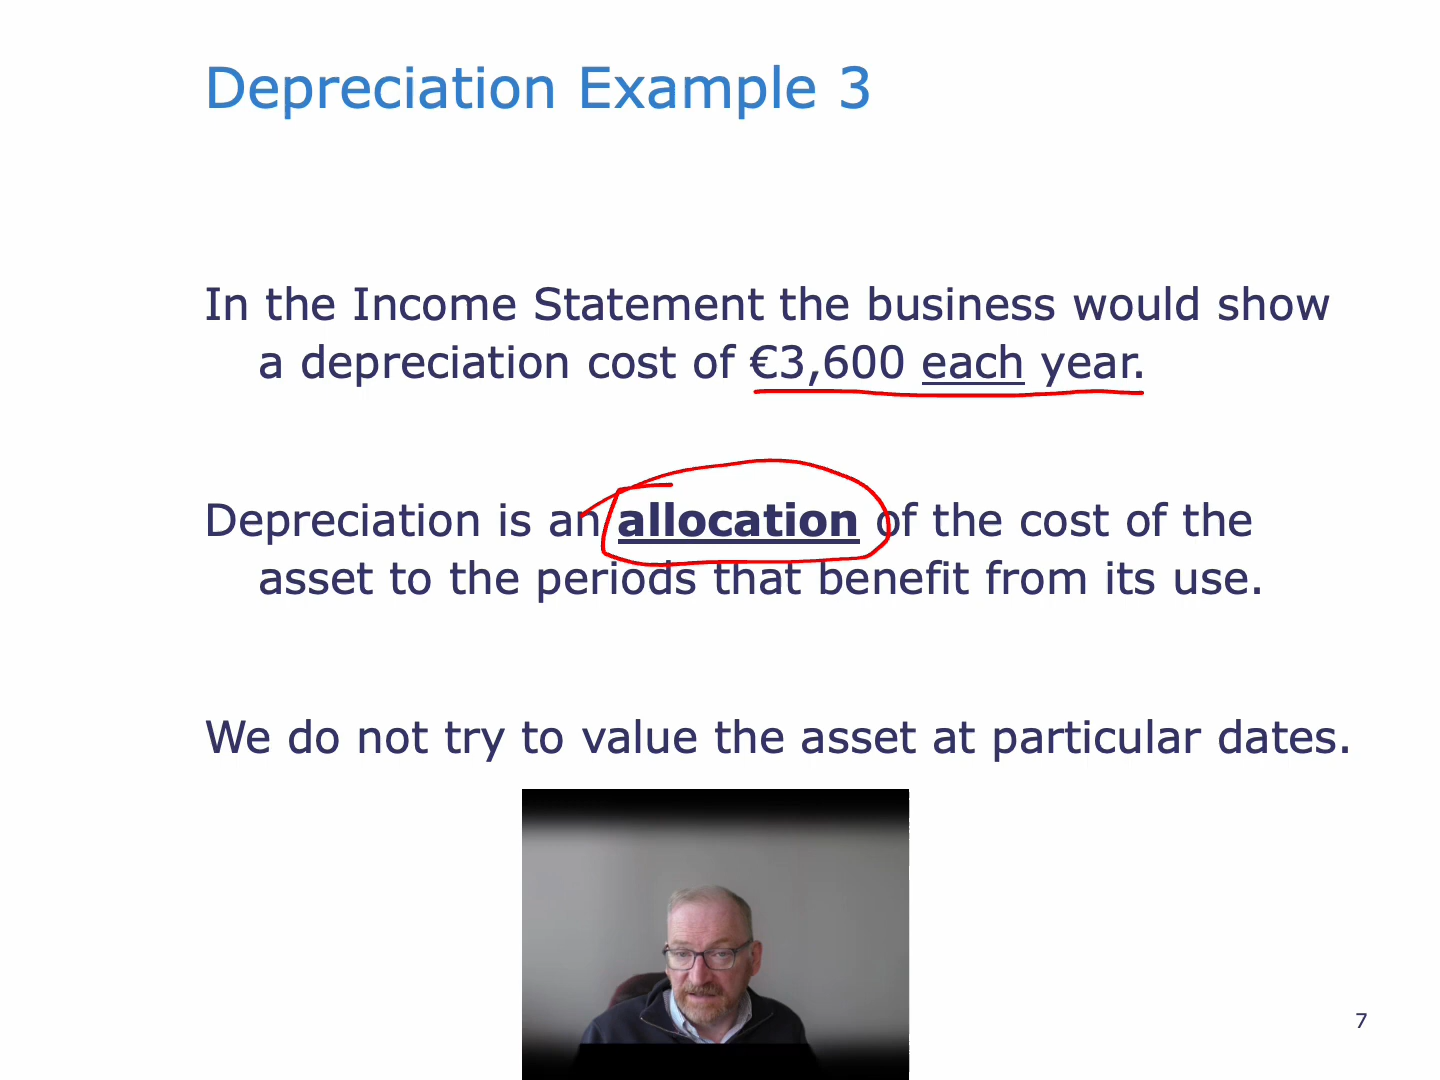 Depreciation Example 3
In the Income Statement the business would show
a depreciation cost of €3,600 each year.
Depreciation is an allocation of the cost of the
asset to the periods that benefit from its use.
We do not try to value the asset at particular dates.
7